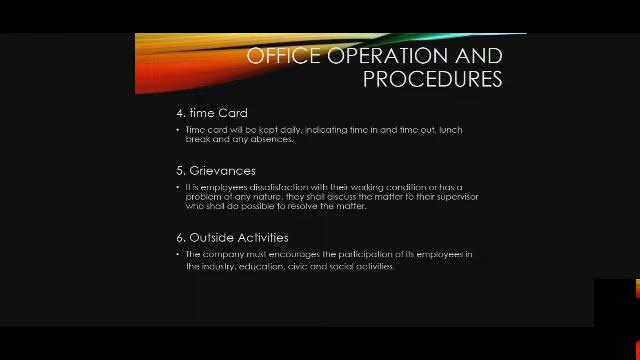 OFFICE OPERATION AND
PROCEDURES
4. time Card
• Time card will be kept daily, indicating time in and time out, lunch
break and any absences.
5. Grievances
• It is employees dissatisfaction with their working condition or has a
problem of any nature, they shall discuss the matter to their supervisor
who shall do possible to resolve the matter.
6. Outside Activities
• The company must encourages the participation of its employees in
the industry, education, civic and social activities.